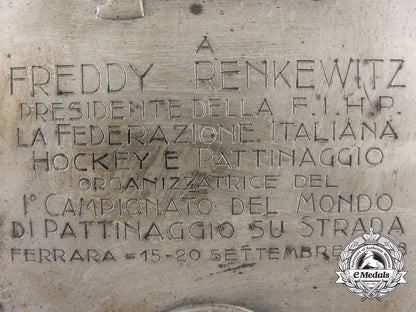 A
FREDDY RENKEWITZ
PRESIDENTE DELLA F.I.H.P.
LA FEDERAZIONE ITALIANA
HOCKEY E PATTINAGGIO
ORGANIZZATRICE DEL
1° CAMPIONATO DEL MONDO
DI PATTINAGGIO SU STRADA
FERRARA = 15-20 SETTEMBRE
eMedals